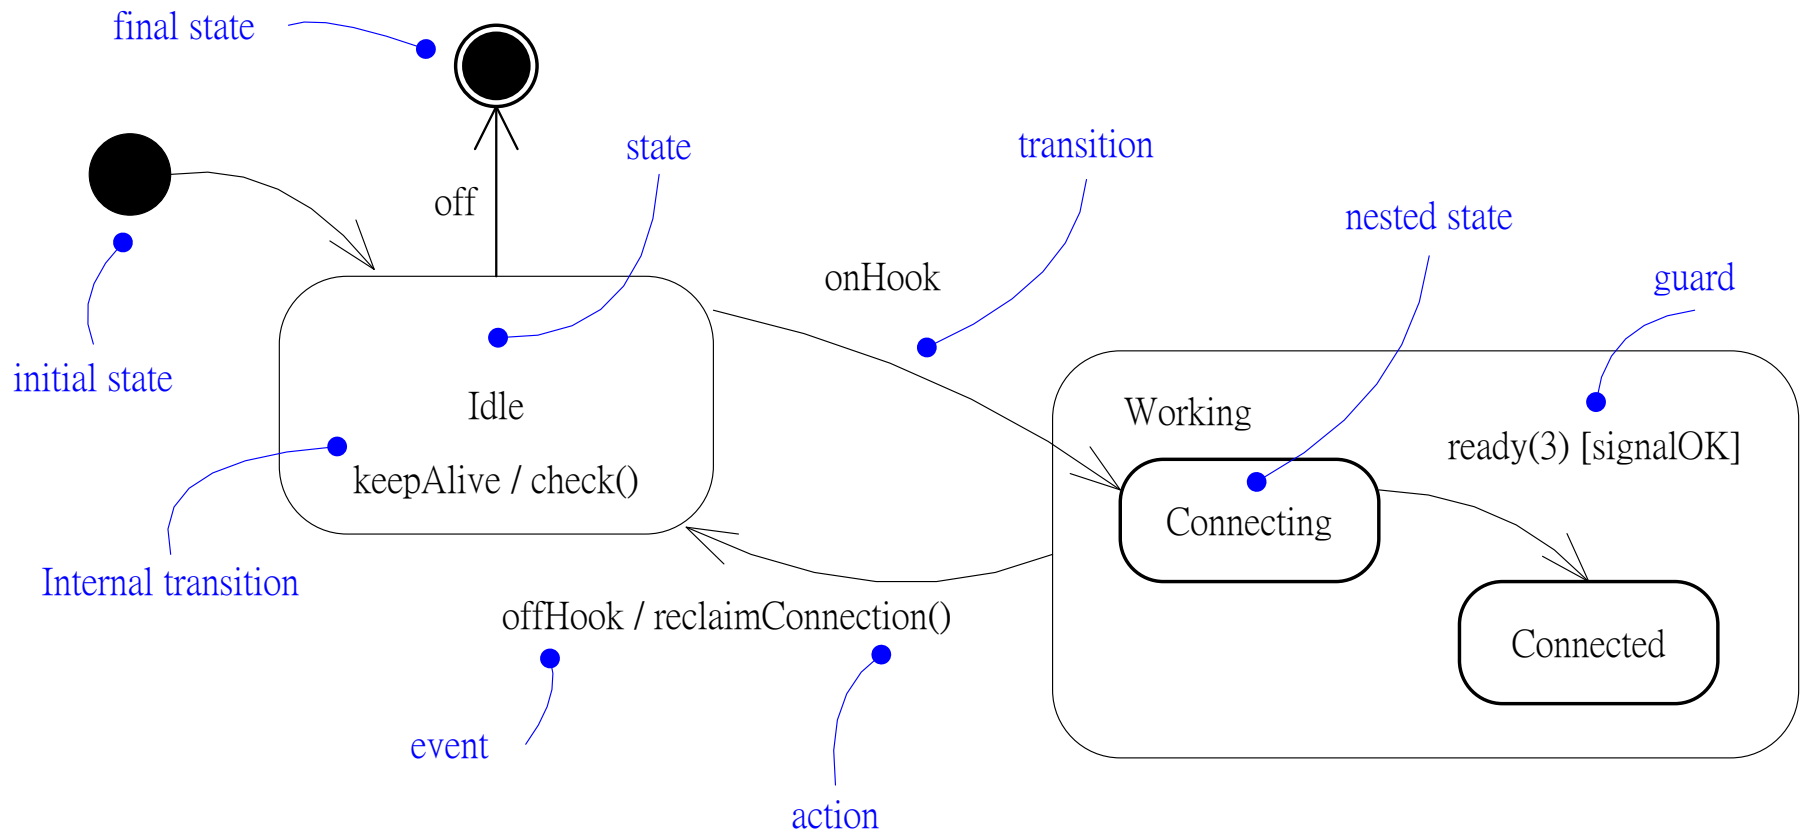 final state
state
transition
off
nested state
onHook
guard
initial state
Idle
Working
ready(3) [signalOK]
keepAlive / check()
Connecting
Internal transition
offHook / reclaimConnection()
Connected
event
action